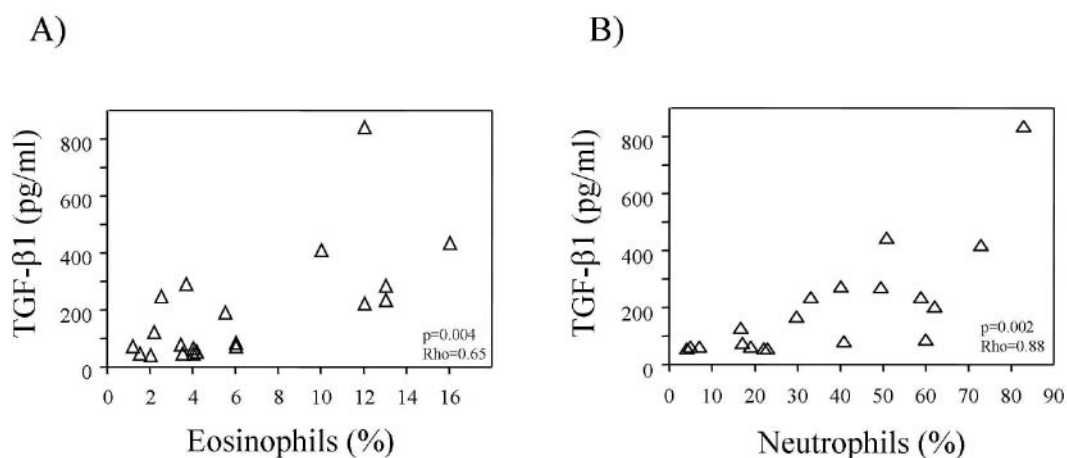 A)
TGF-β1 (pg/ml)
800
600
400
200
0
p=0.004
Rho=0.65
0 2 4 6 8 10 12 14 16
Eosinophils (%)
B)
TGF-β1 (pg/ml)
800
600
400
200
0
p=0.002
Rho=0.88
0 10 20 30 40 50 60 70 80 90
Neutrophils (%)